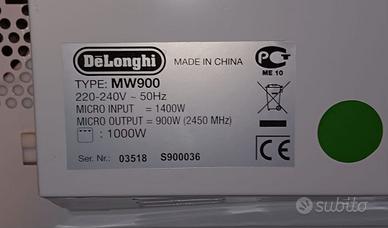 DeLonghi
MADE IN CHINA
ME 10
TYPE: MW900
220-240V ~ 50Hz
MICRO INPUT = 1400W
MICRO OUTPUT = 900W (2450 MHz)
: 1000W
CE
Ser. Nr.: 03518 S900036
subito